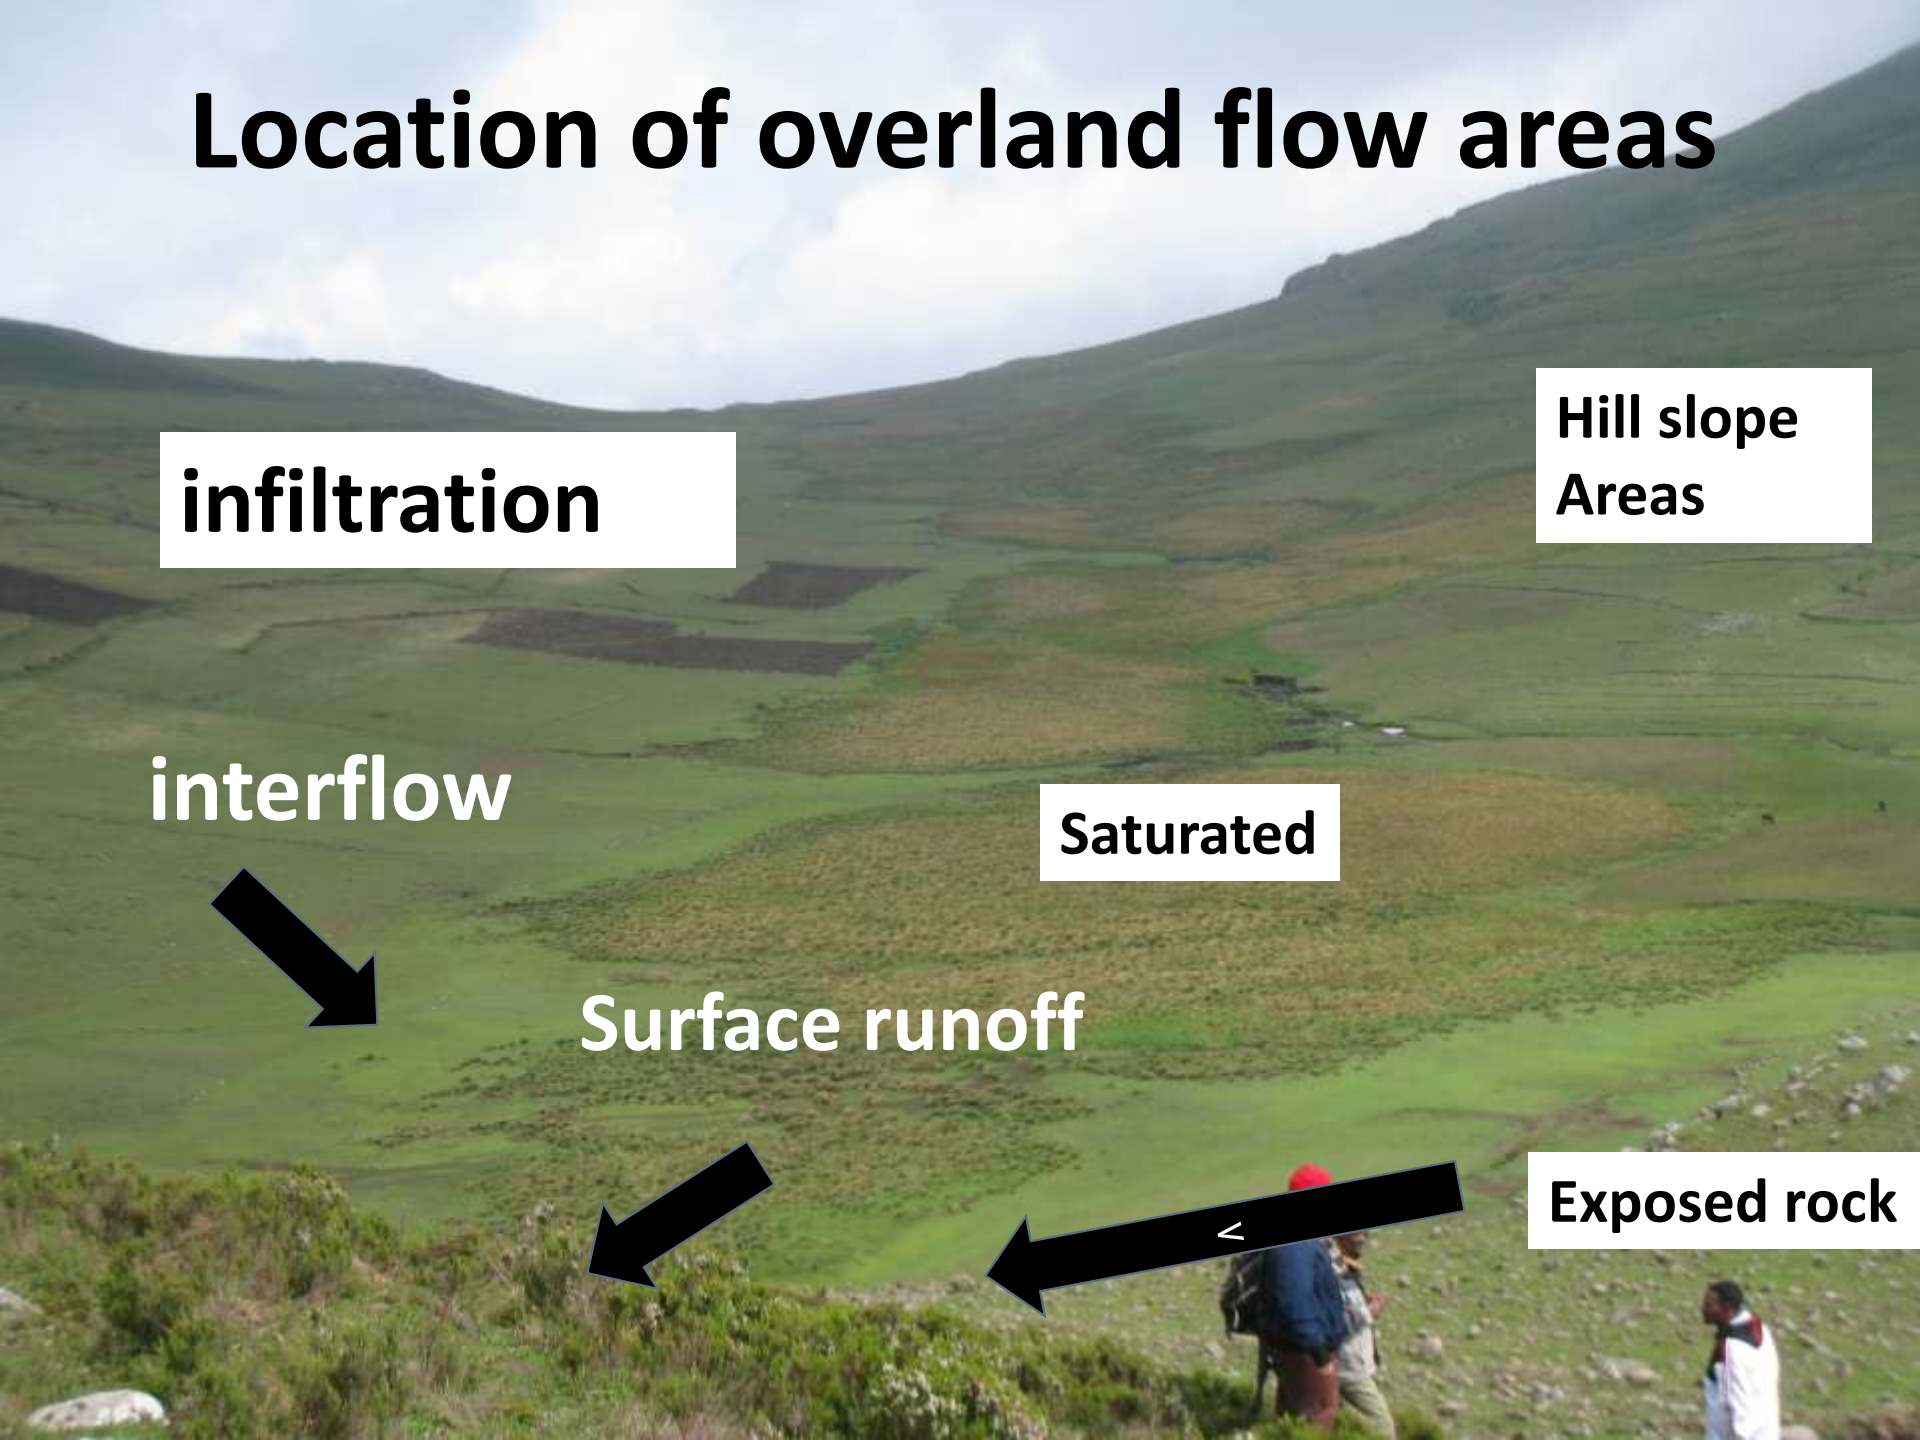 Location of overland flow areas
Hill slope
Areas
infiltration
interflow
Saturated
Surface runoff
<
Exposed rock